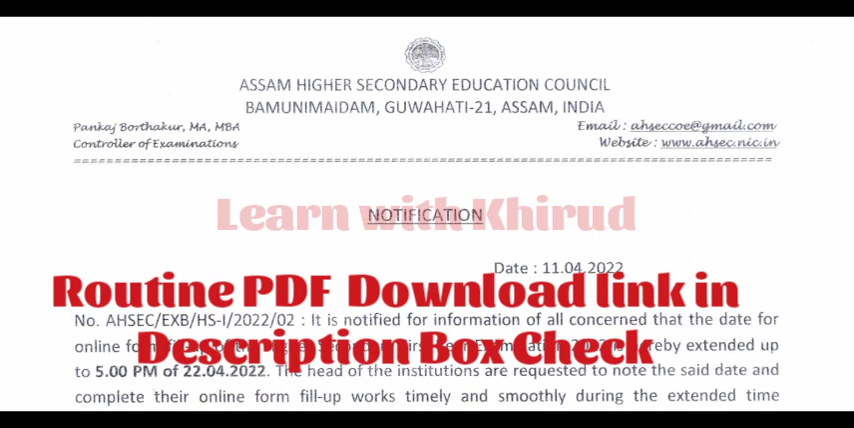 ASSAM HIGHER SECONDARY EDUCATION COUNCIL
BAMUNIMAIDAM, GUWAHATI-21, ASSAM, INDIA
Pankaj Borthakur, MA, MBA
Email : ahseccoe@gmail.com
Controller of Examinations
Website : www.ahsec.nic.in
Learn with Khirud
NOTIFICATION
Date : 11.04.2022
Routine PDF Download link in
No. AHSEC/EXB/HS-I/2022/02 : It is notified for information of all concerned that the date for
Description Box Check
online hereby extended up
to 5.00 PM of 22.04.2022. The head of the institutions are requested to note the said date and
complete their online form fill-up works timely and smoothly during the extended time